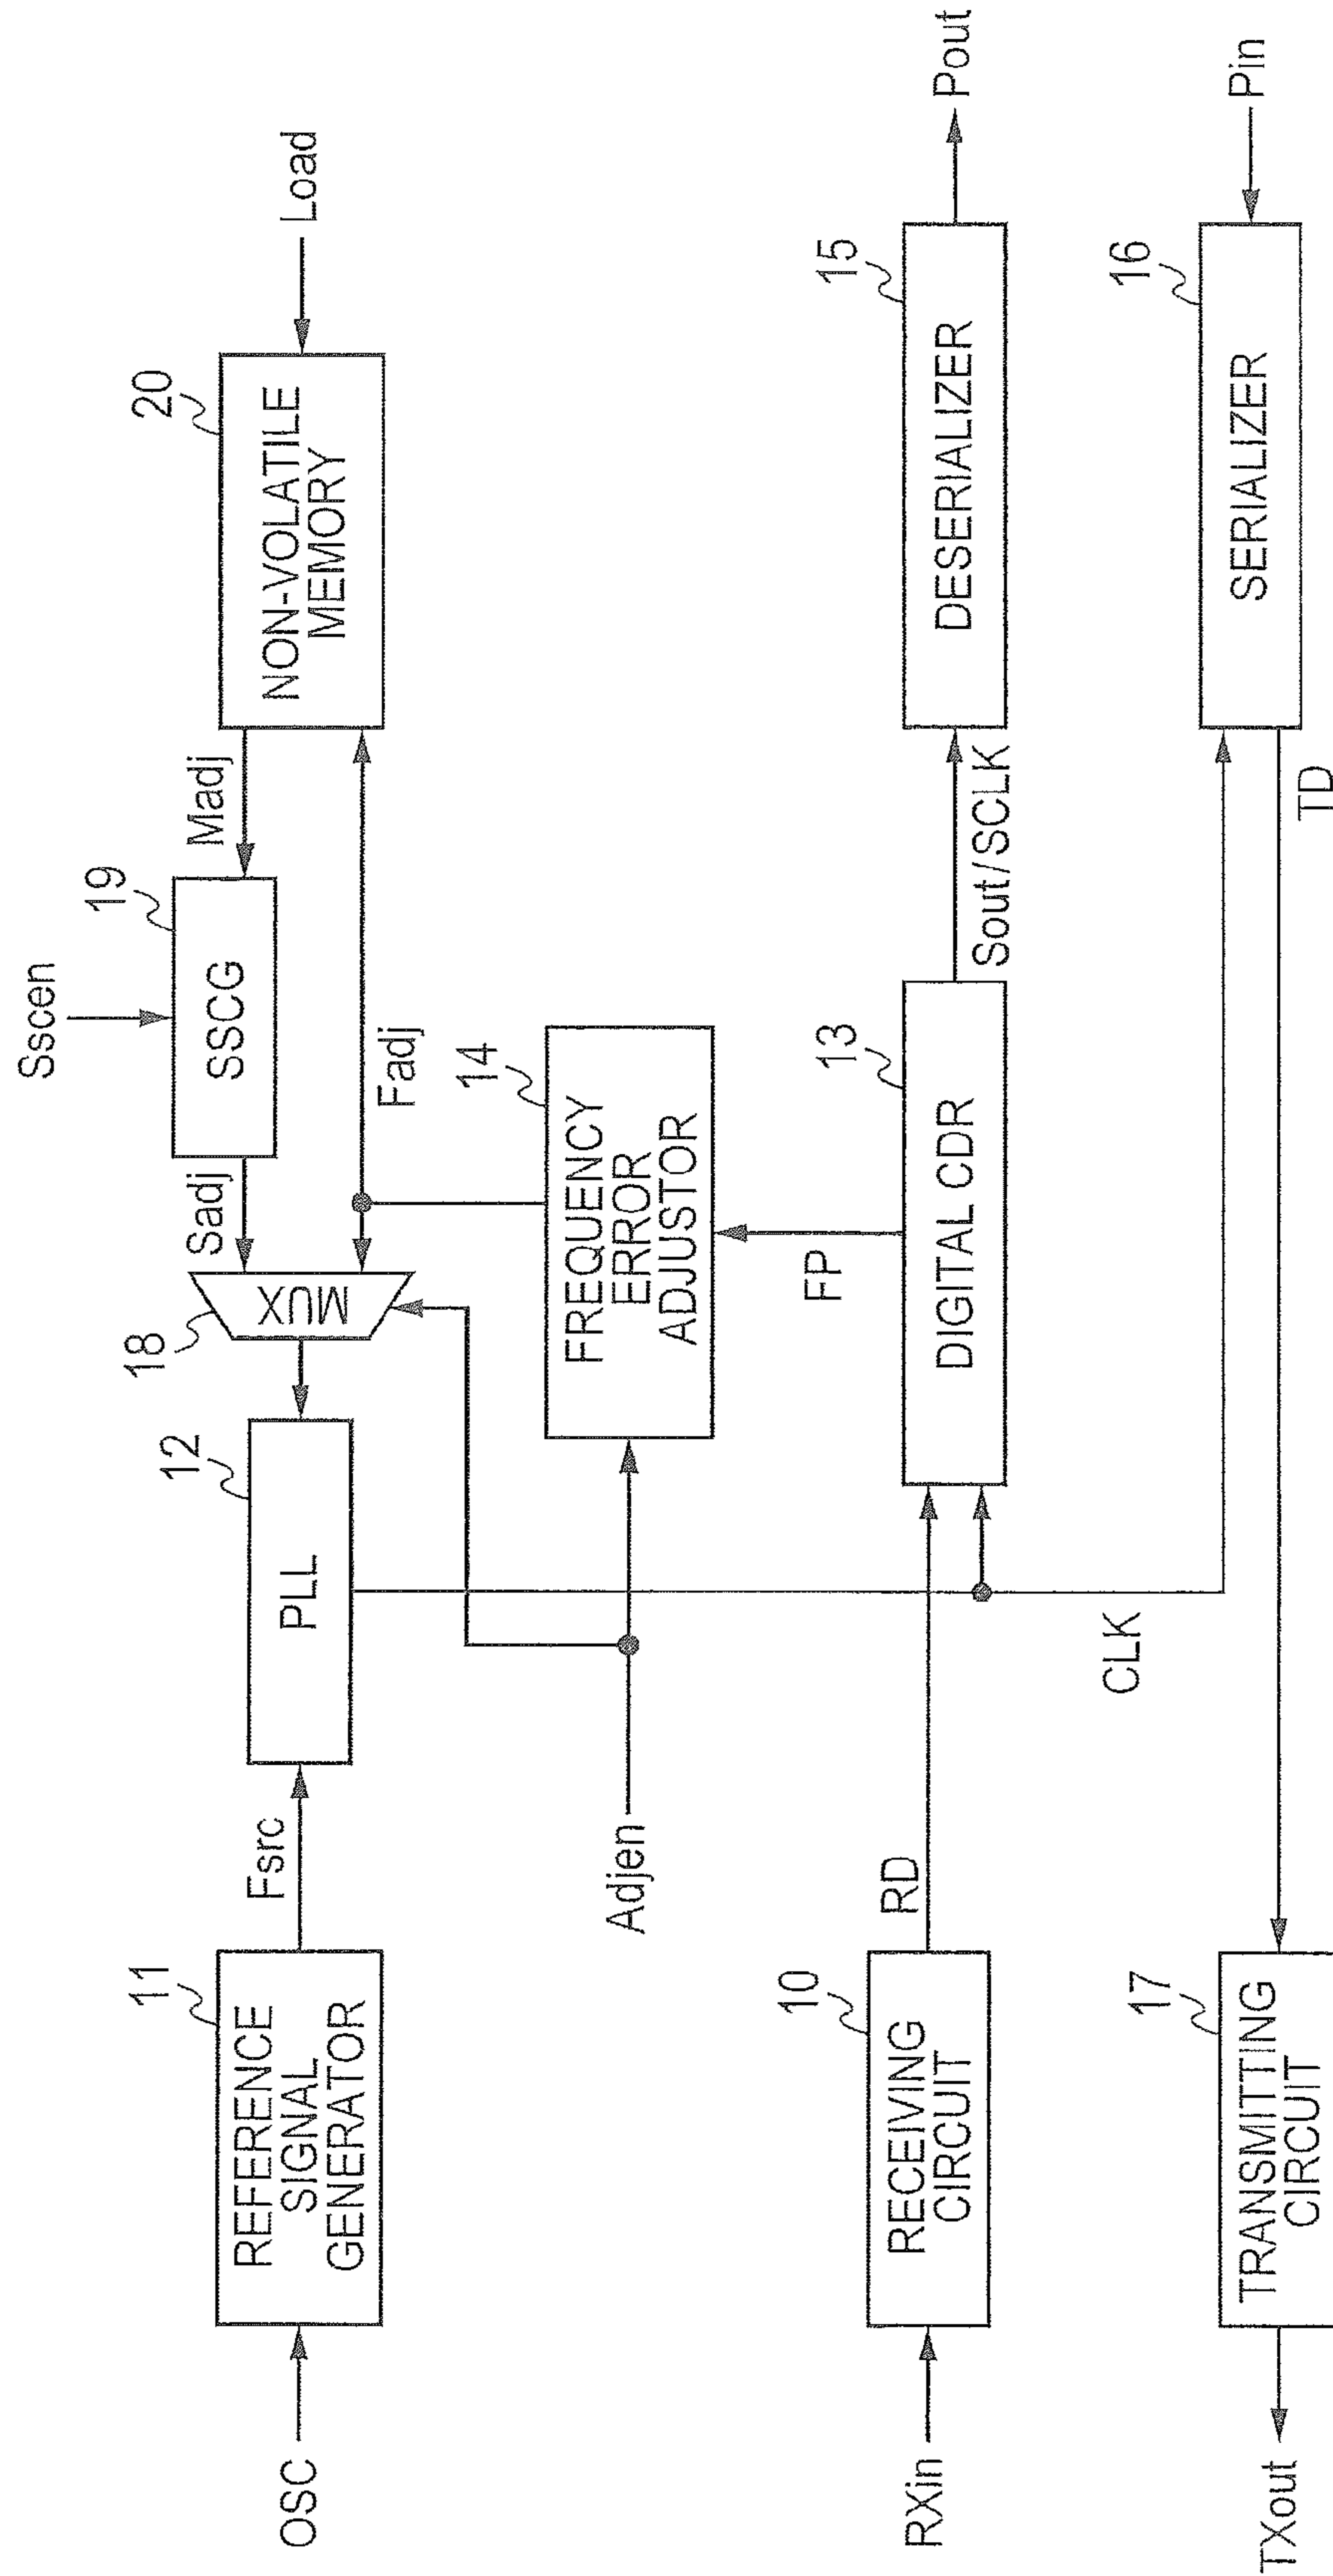 OSC
REFERENCE
SIGNAL
GENERATOR
11
Fsrc
PLL
12
MUX
18
Sadj
SSCG
19
Sscen
Madj
NON-VOLATILE
MEMORY
20
Load
Fadj
Adjen
FREQUENCY
ERROR
ADJUSTOR
14
FP
RXin
RECEIVING
CIRCUIT
10
RD
DIGITAL CDR
13
Sout/SCLK
DESERIALIZER
15
Pout
CLK
TXout
TRANSMITTING
CIRCUIT
17
TD
SERIALIZER
16
Pin